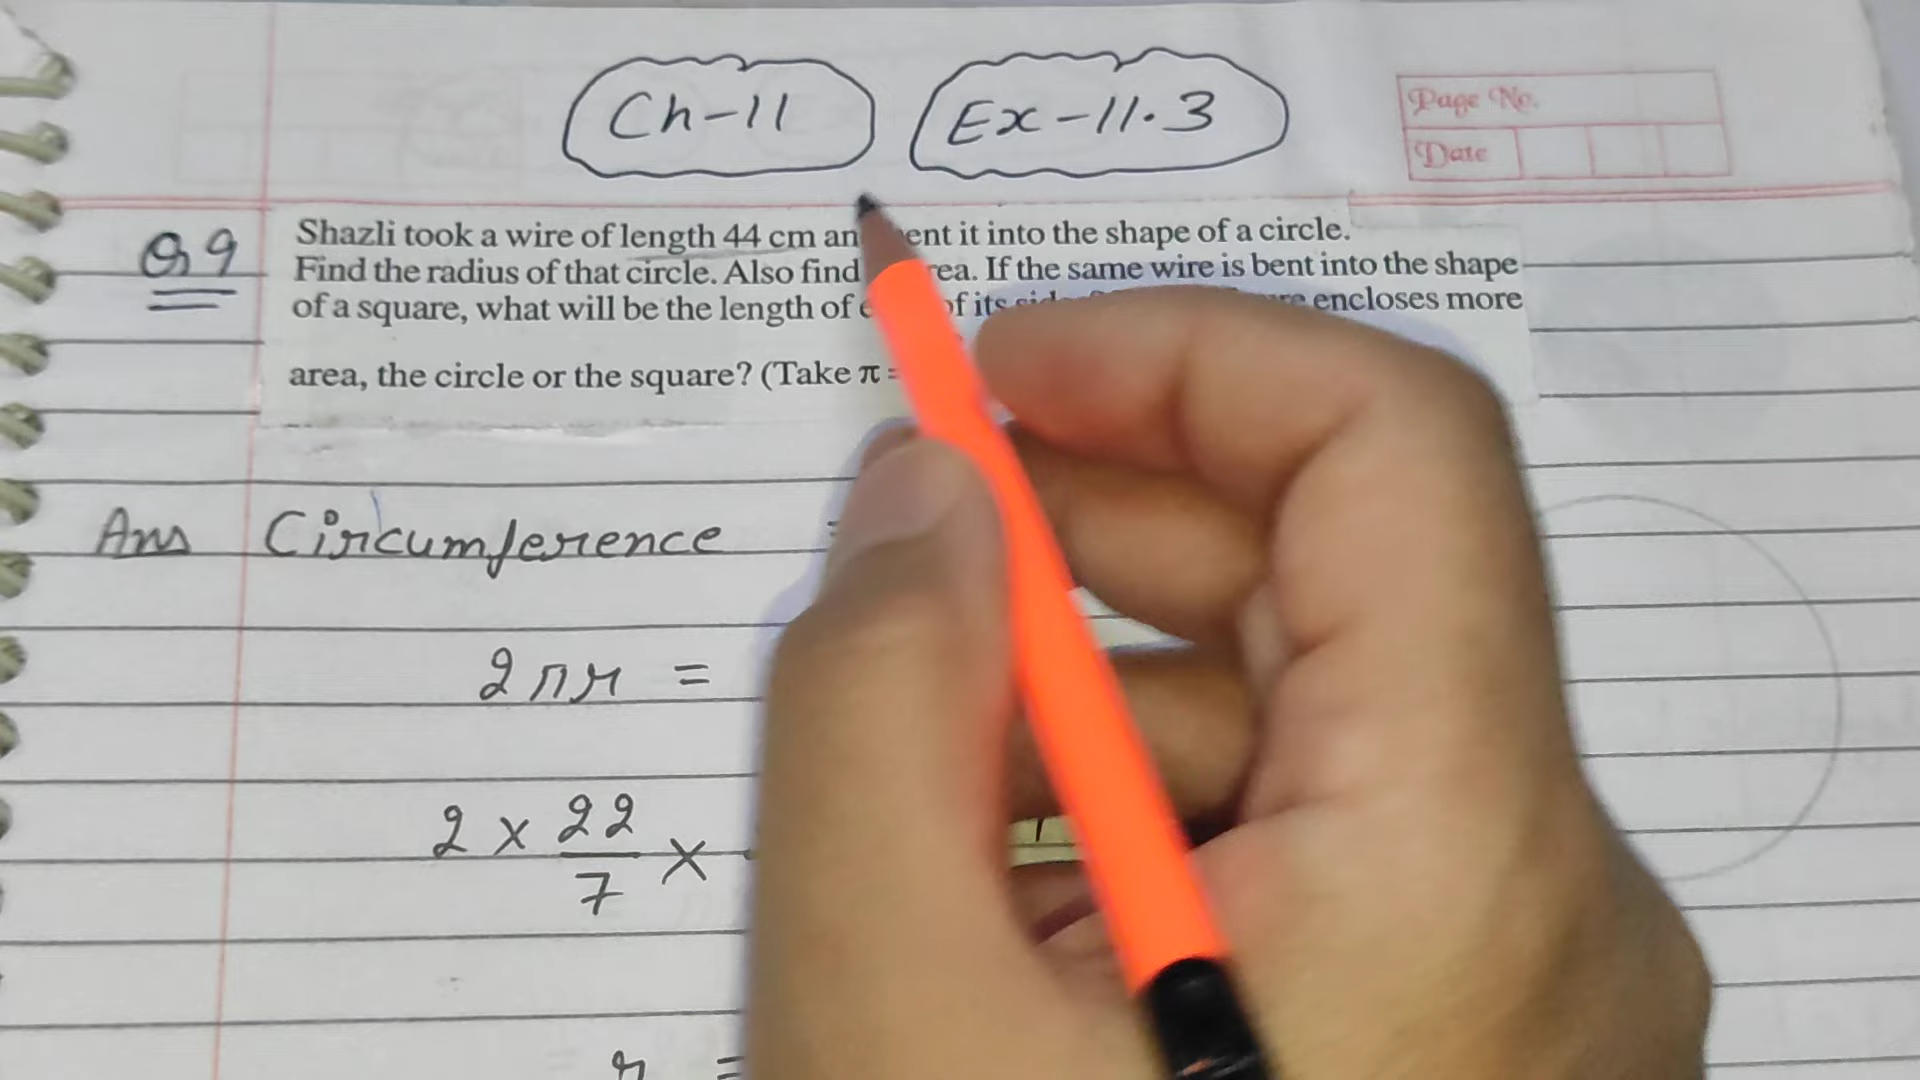 Ch-11 Ex-11.3
Page No.
Date
Q9 Shazli took a wire of length 44 cm an ent it into the shape of a circle.
Find the radius of that circle. Also find rea. If the same wire is bent into the shape
of a square, what will be the length of of its encloses more
area, the circle or the square? (Take π =
Ans Circumference =
2πr =
2 × 22/7 ×
r =